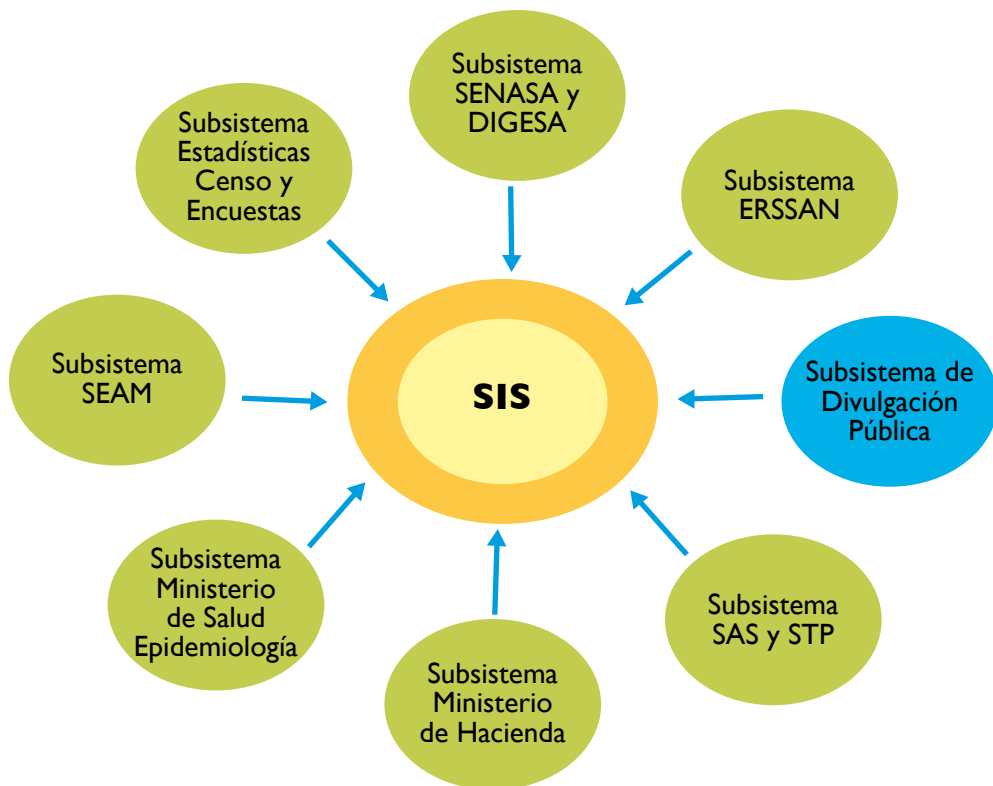 Subsistema
SENASA y
DIGESA
Subsistema
Estadísticas
Censo y
Encuestas
Subsistema
ERSSAN
Subsistema
SEAM
SIS
Subsistema de
Divulgación
Pública
Subsistema
Ministerio
de Salud
Epidemiología
Subsistema
SAS y STP
Subsistema
Ministerio
de Hacienda